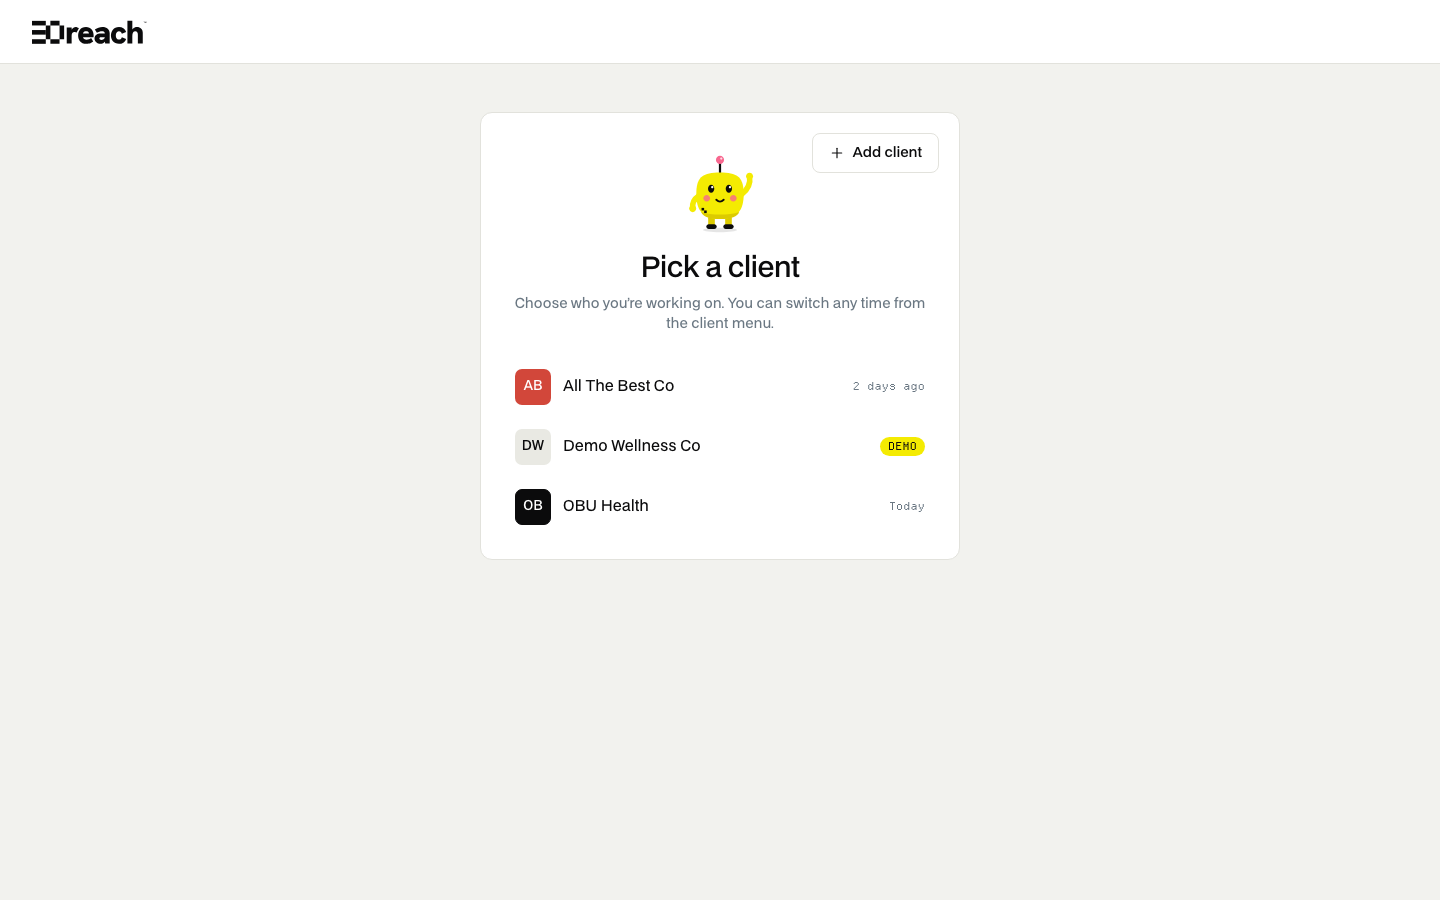 reach
Add client
Pick a client
Choose who you're working on. You can switch any time from
the client menu.
AB All The Best Co 2 days ago
DW Demo Wellness Co DEMO
OB OBU Health Today